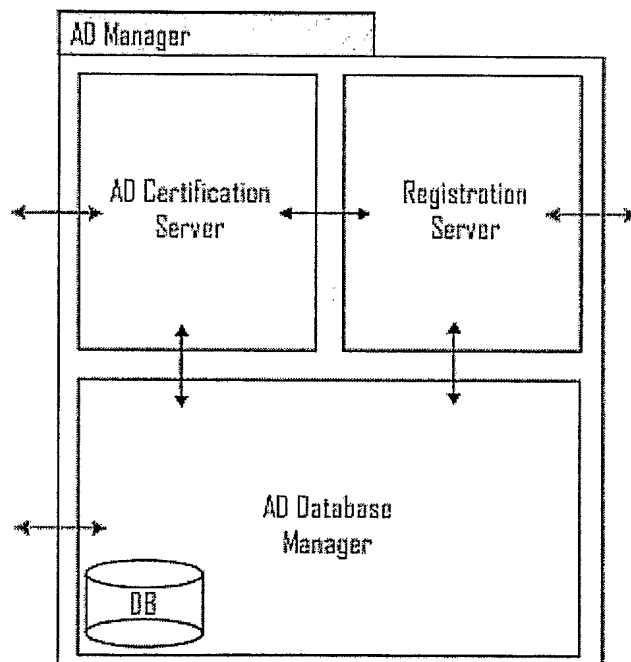 AD Manager
AD Certification
Server
Registration
Server
AD Database
Manager
DB